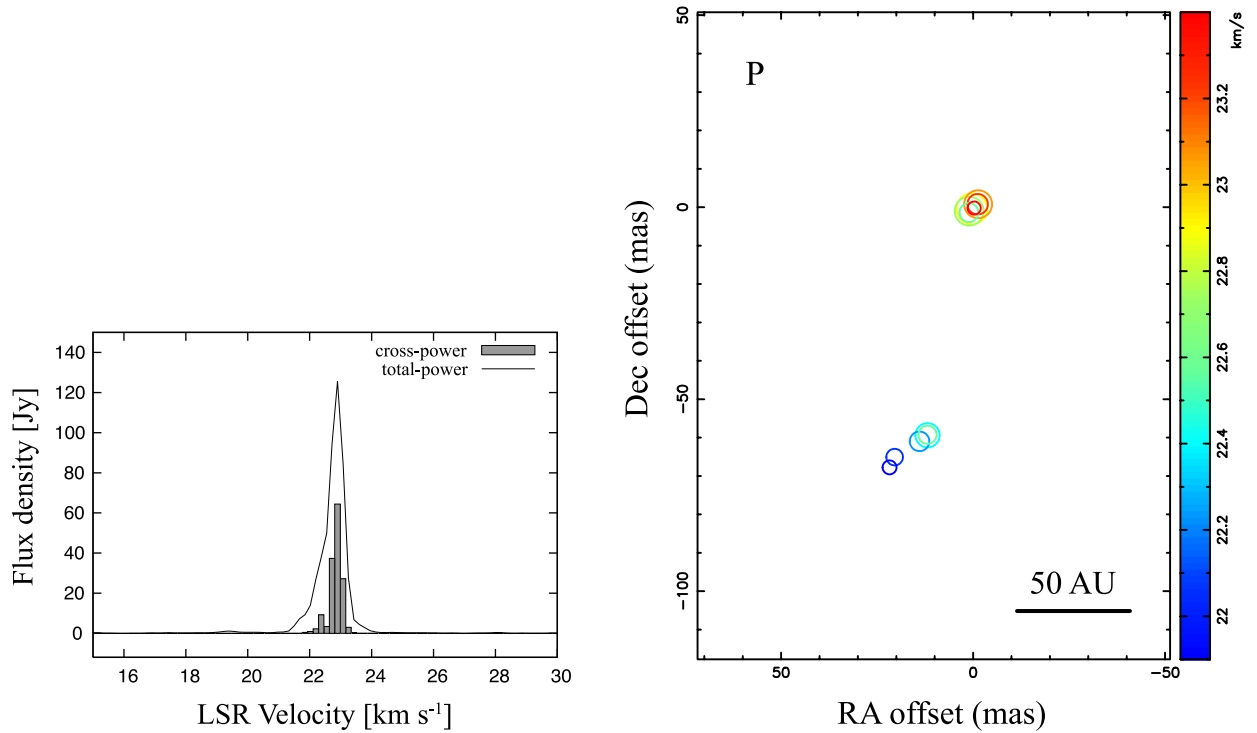 140
120
100
80
60
40
20
0
Flux density [Jy]
cross-power
total-power
16 18 20 22 24 26 28 30
LSR Velocity [km s-1]
P
50
0
−50
−100
Dec offset (mas)
50 AU
50 0 −50
RA offset (mas)
km/s
23.2
23
22.8
22.6
22.4
22.2
22